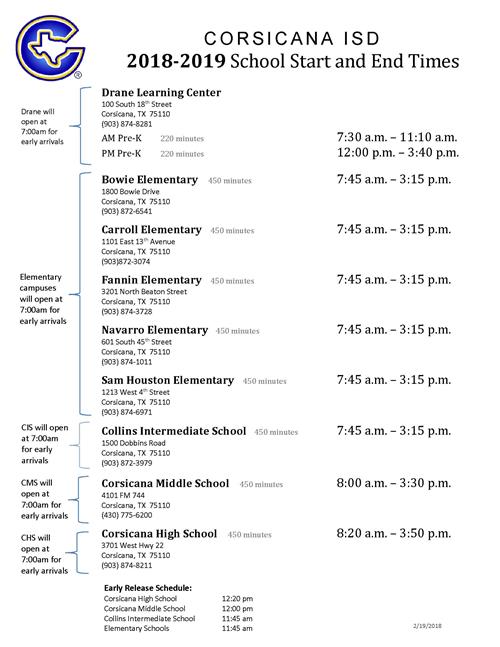 CORSICANA ISD
2018-2019 School Start and End Times
Drane will
open at
7:00am for
early arrivals
Drane Learning Center
100 South 18th Street
Corsicana, TX 75110
(903) 874-8281
AM Pre-K 220 minutes 7:30 a.m. – 11:10 a.m.
PM Pre-K 220 minutes 12:00 p.m. – 3:40 p.m.
Elementary
campuses
will open at
7:00am for
early arrivals
Bowie Elementary 450 minutes 7:45 a.m. – 3:15 p.m.
1800 Bowie Drive
Corsicana, TX 75110
(903) 872-6541
Carroll Elementary 450 minutes 7:45 a.m. – 3:15 p.m.
1101 East 13th Avenue
Corsicana, TX 75110
(903)872-3074
Fannin Elementary 450 minutes 7:45 a.m. – 3:15 p.m.
3201 North Beaton Street
Corsicana, TX 75110
(903) 874-3728
Navarro Elementary 450 minutes 7:45 a.m. – 3:15 p.m.
601 South 45th Street
Corsicana, TX 75110
(903) 874-1011
Sam Houston Elementary 450 minutes 7:45 a.m. – 3:15 p.m.
1213 West 4th Street
Corsicana, TX 75110
(903) 874-6971
CIS will open
at 7:00am
for early
arrivals
Collins Intermediate School 450 minutes 7:45 a.m. – 3:15 p.m.
1500 Dobbins Road
Corsicana, TX 75110
(903) 872-3979
CMS will
open at
7:00am for
early arrivals
Corsicana Middle School 450 minutes 8:00 a.m. – 3:30 p.m.
4101 FM 744
Corsicana, TX 75110
(430) 775-6200
CHS will
open at
7:00am for
early arrivals
Corsicana High School 450 minutes 8:20 a.m. – 3:50 p.m.
3701 West Hwy 22
Corsicana, TX 75110
(903) 874-8211
Early Release Schedule:
Corsicana High School 12:20 pm
Corsicana Middle School 12:00 pm
Collins Intermediate School 11:45 am
Elementary Schools 11:45 am
2/19/2018